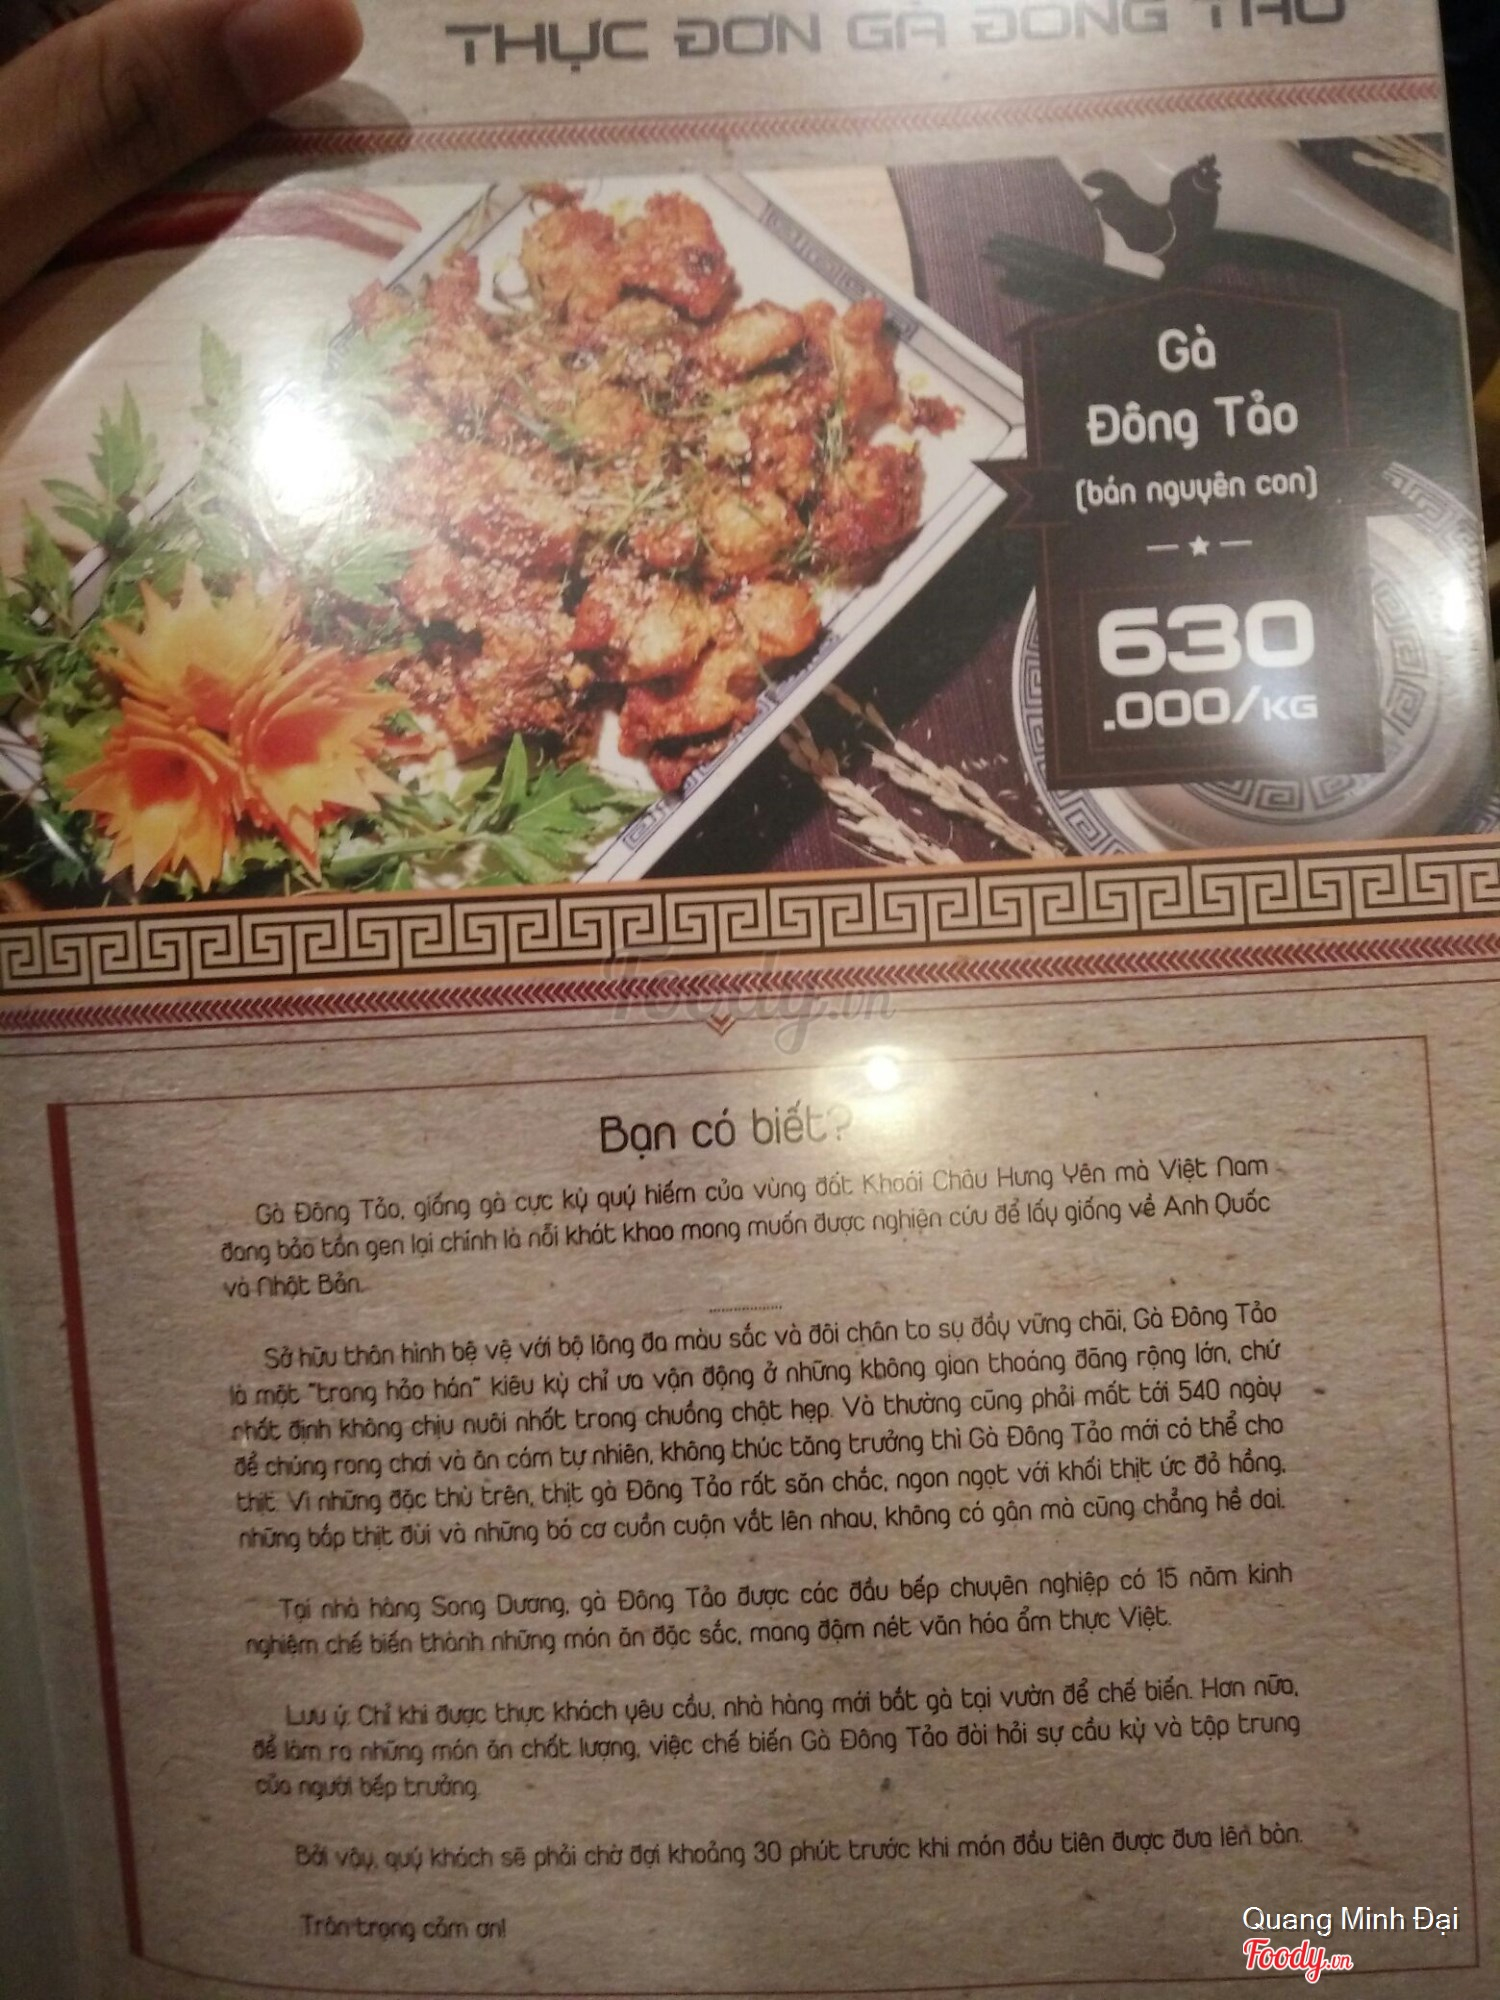 THỰC ĐƠN GÀ ĐÔNG TẢO
Gà
Đông Tảo
(bán nguyên con)
630
.000/KG
Foody.vn
Bạn có biết?
Gà Đông Tảo, giống gà cực kỳ quý hiếm của vùng đất Khoái Châu Hưng Yên mà Việt Nam
đang bảo tồn gen lại chính là nỗi khát khao mong muốn được nghiên cứu để lấy giống về Anh Quốc
và Nhật Bản.
Sở hữu thân hình bệ vệ với bộ lông đa màu sắc và đôi chân to sụ đầy vững chãi, Gà Đông Tảo
là một "trang hảo hán" kiêu kỳ chỉ ưa vận động ở những không gian thoáng đãng rộng lớn, chứ
nhất định không chịu nuôi nhốt trong chuồng chật hẹp. Và thường cũng phải mất tới 540 ngày
để chúng rong chơi và ăn cám tự nhiên, không thúc tăng trưởng thì Gà Đông Tảo mới có thể cho
thịt. Vì những đặc thù trên, thịt gà Đông Tảo rất săn chắc, ngon ngọt với khối thịt ức đỏ hồng,
những bắp thịt đùi và những bó cơ cuồn cuộn vắt lên nhau, không có gân mà cũng chẳng hề dai.
Tại nhà hàng Song Dương, gà Đông Tảo được các đầu bếp chuyên nghiệp có 15 năm kinh
nghiệm chế biến thành những món ăn đặc sắc, mang đậm nét văn hóa ẩm thực Việt.
Lưu ý: Chỉ khi được thực khách yêu cầu, nhà hàng mới bắt gà tại vườn để chế biến. Hơn nữa,
để làm ra những món ăn chất lượng, việc chế biến Gà Đông Tảo đòi hỏi sự cầu kỳ và tập trung
của người bếp trưởng.
Bởi vậy, quý khách sẽ phải chờ đợi khoảng 30 phút trước khi món đầu tiên được đưa lên bàn.
Trân trọng cảm ơn!
Quang Minh Đại
Foody.vn